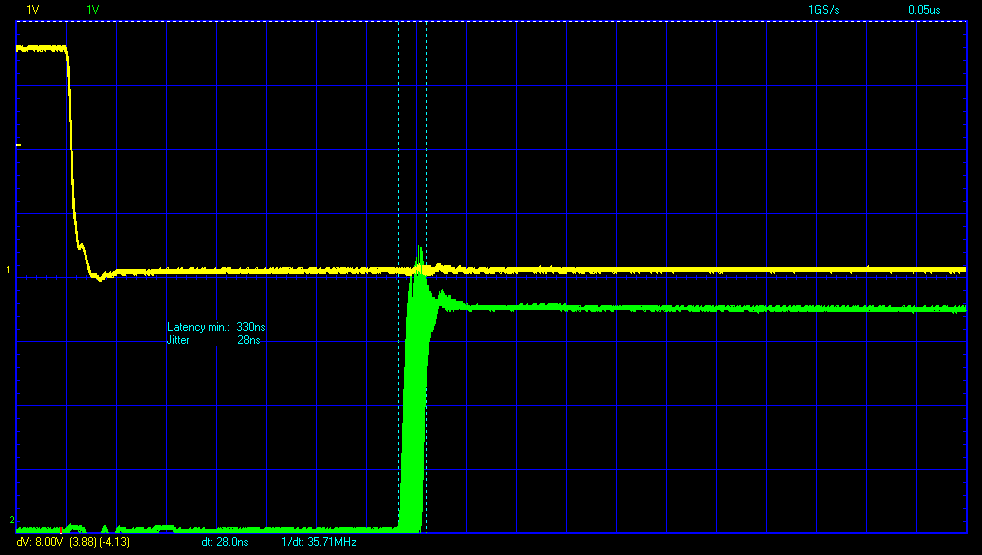 1V 1V 1GS/s 0.05us
1
Latency min.: 330ns
Jitter 28ns
2
dV: 8.00V (3.88) (-4.13) dt: 28.0ns 1/dt: 35.71MHz